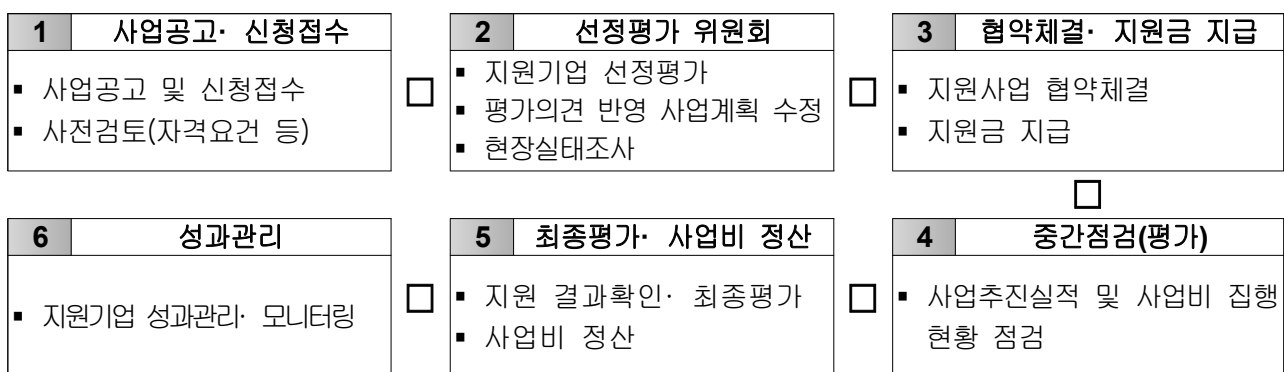 1 사업공고· 신청접수
▪ 사업공고 및 신청접수
▪ 사전검토(자격요건 등)
□
2 선정평가 위원회
▪ 지원기업 선정평가
▪ 평가의견 반영 사업계획 수정
▪ 현장실태조사
□
3 협약체결· 지원금 지급
▪ 지원사업 협약체결
▪ 지원금 지급
□
4 중간점검(평가)
▪ 사업추진실적 및 사업비 집행
현황 점검
□
5 최종평가· 사업비 정산
▪ 지원 결과확인· 최종평가
▪ 사업비 정산
□
6 성과관리
▪ 지원기업 성과관리· 모니터링